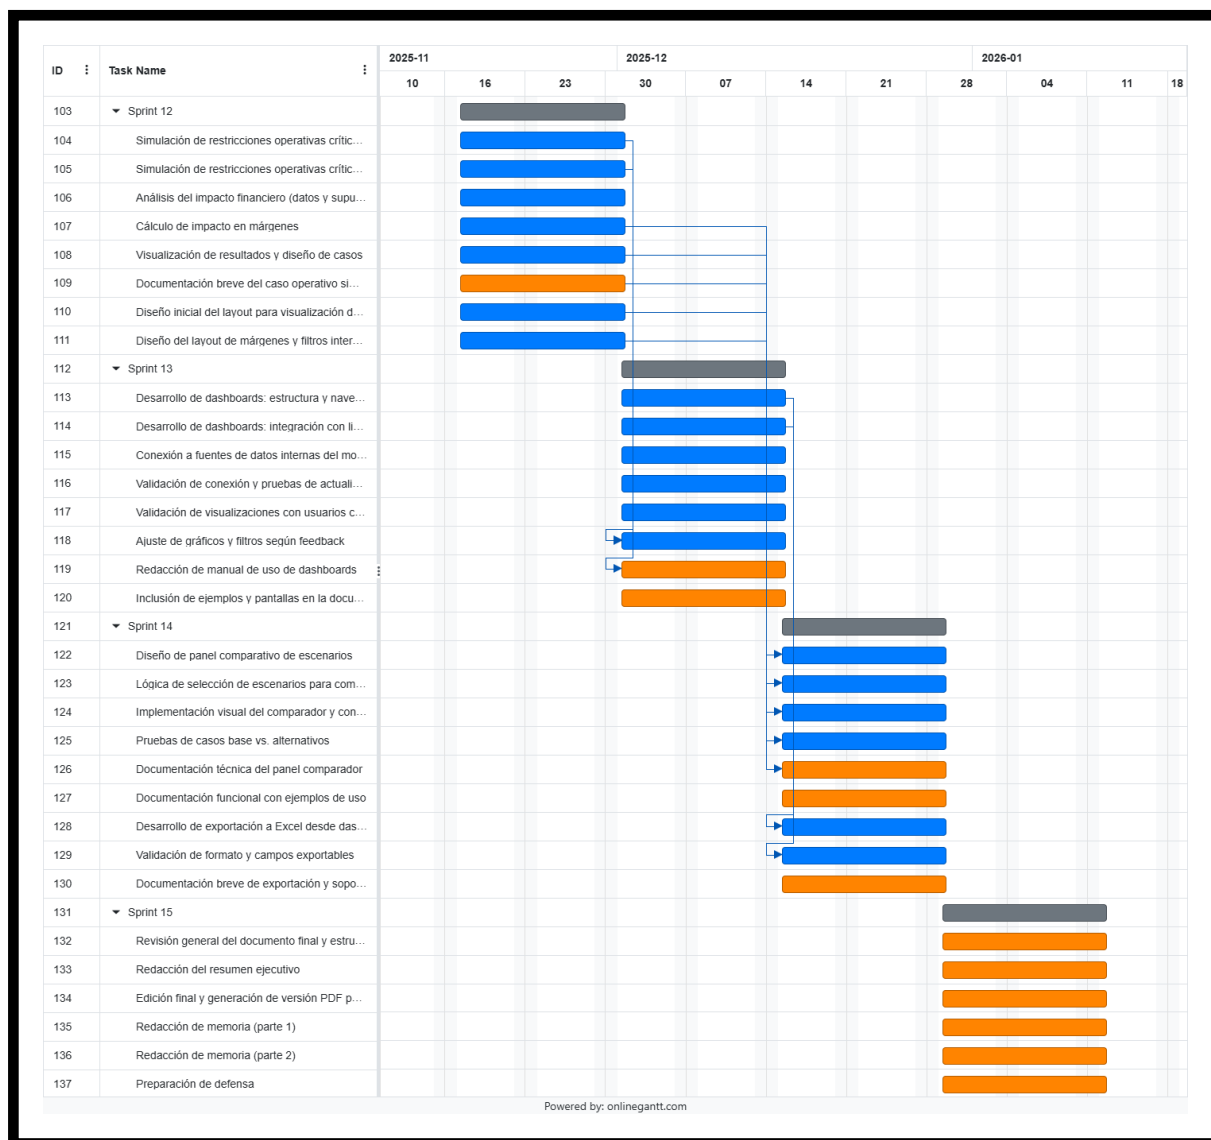 ID Task Name 2025-11 2025-12 2026-01
10 16 23 30 07 14 21 28 04 11 18
103 Sprint 12
104 Simulación de restricciones operativas crític...
105 Simulación de restricciones operativas crític...
106 Análisis del impacto financiero (datos y supu...
107 Cálculo de impacto en márgenes
108 Visualización de resultados y diseño de casos
109 Documentación breve del caso operativo si...
110 Diseño inicial del layout para visualización d...
111 Diseño del layout de márgenes y filtros inter...
112 Sprint 13
113 Desarrollo de dashboards: estructura y nave...
114 Desarrollo de dashboards: integración con li...
115 Conexión a fuentes de datos internas del mo...
116 Validación de conexión y pruebas de actuali...
117 Validación de visualizaciones con usuarios c...
118 Ajuste de gráficos y filtros según feedback
119 Redacción de manual de uso de dashboards
120 Inclusión de ejemplos y pantallas en la docu...
121 Sprint 14
122 Diseño de panel comparativo de escenarios
123 Lógica de selección de escenarios para com...
124 Implementación visual del comparador y con...
125 Pruebas de casos base vs. alternativos
126 Documentación técnica del panel comparador
127 Documentación funcional con ejemplos de uso
128 Desarrollo de exportación a Excel desde das...
129 Validación de formato y campos exportables
130 Documentación breve de exportación y sopo...
131 Sprint 15
132 Revisión general del documento final y estru...
133 Redacción del resumen ejecutivo
134 Edición final y generación de versión PDF p...
135 Redacción de memoria (parte 1)
136 Redacción de memoria (parte 2)
137 Preparación de defensa
Powered by: onlinegantt.com